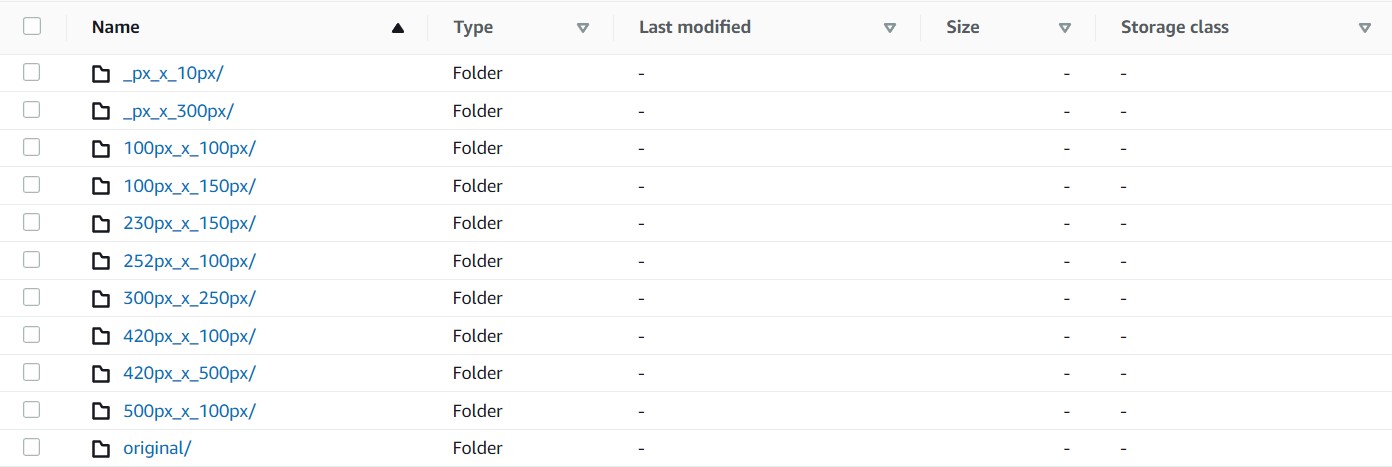 Name Type Last modified Size Storage class
_px_x_10px/ Folder - - -
_px_x_300px/ Folder - - -
100px_x_100px/ Folder - - -
100px_x_150px/ Folder - - -
230px_x_150px/ Folder - - -
252px_x_100px/ Folder - - -
300px_x_250px/ Folder - - -
420px_x_100px/ Folder - - -
420px_x_500px/ Folder - - -
500px_x_100px/ Folder - - -
original/ Folder - - -